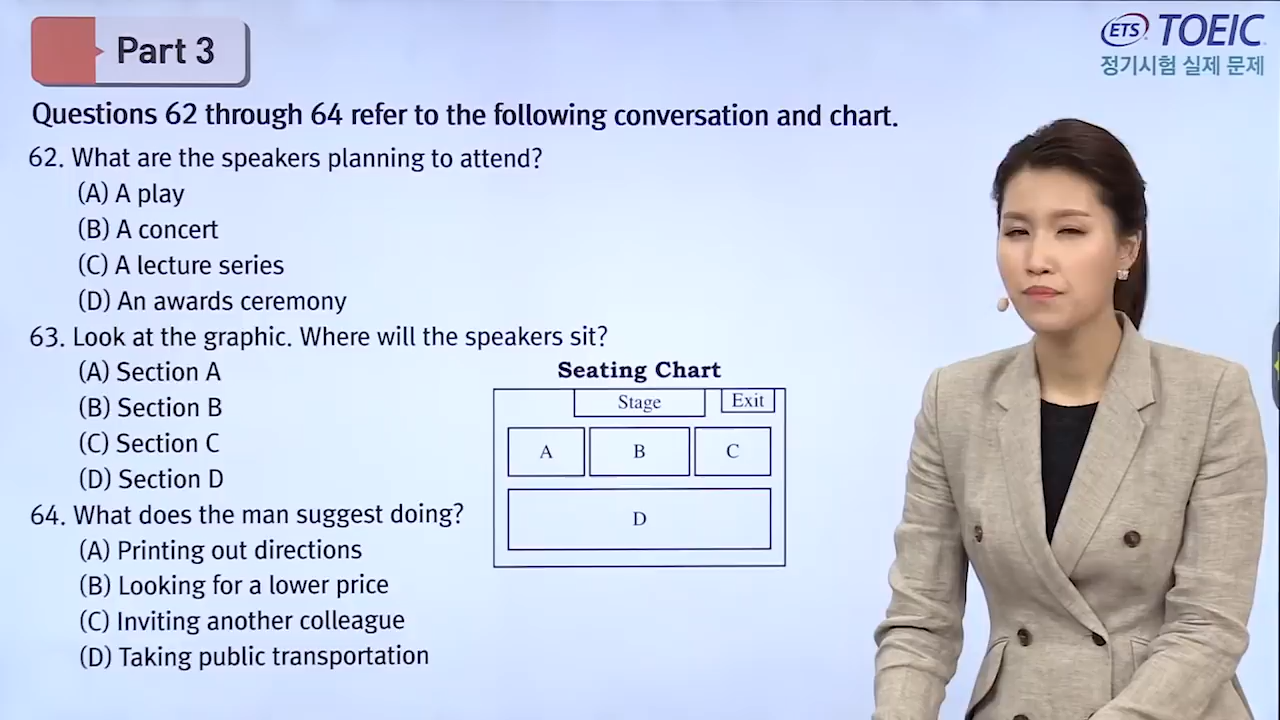 Part 3
ETS TOEIC
정기시험 실제 문제
Questions 62 through 64 refer to the following conversation and chart.
62. What are the speakers planning to attend?
(A) A play
(B) A concert
(C) A lecture series
(D) An awards ceremony
63. Look at the graphic. Where will the speakers sit?
(A) Section A
(B) Section B
(C) Section C
(D) Section D
Seating Chart
Stage
Exit
A
B
C
D
64. What does the man suggest doing?
(A) Printing out directions
(B) Looking for a lower price
(C) Inviting another colleague
(D) Taking public transportation